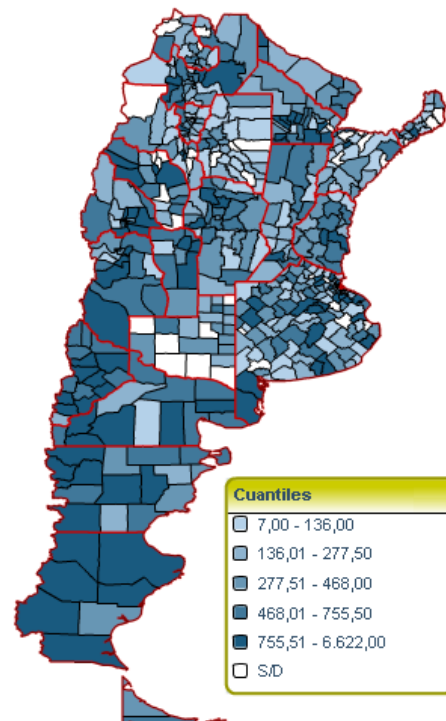 Cuantiles
7,00 - 136,00
136,01 - 277,50
277,51 - 468,00
468,01 - 755,50
755,51 - 6.622,00
S/D